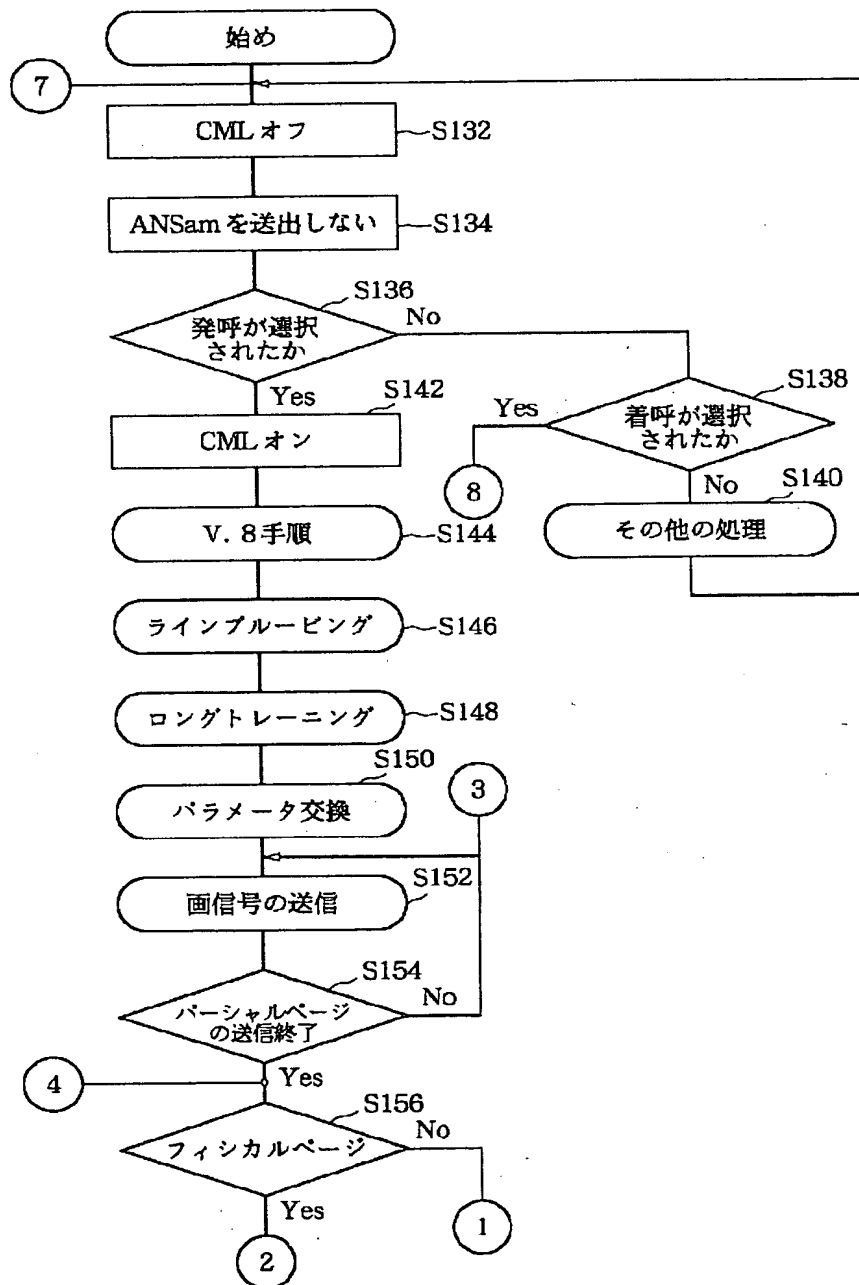 始め
7
CMLオフ
S132
ANSamを送出しない
S134
S136
発呼が選択
されたか
No
Yes
S142
CMLオン
S138
Yes
着呼が選択
されたか
8
No
S140
その他の処理
V. 8手順
S144
ラインプルービング
S146
ロングトレーニング
S148
S150
パラメータ交換
3
S152
画信号の送信
S154
パーシャルページ
の送信終了
No
4
Yes
S156
フィシカルページ
No
Yes
1
2